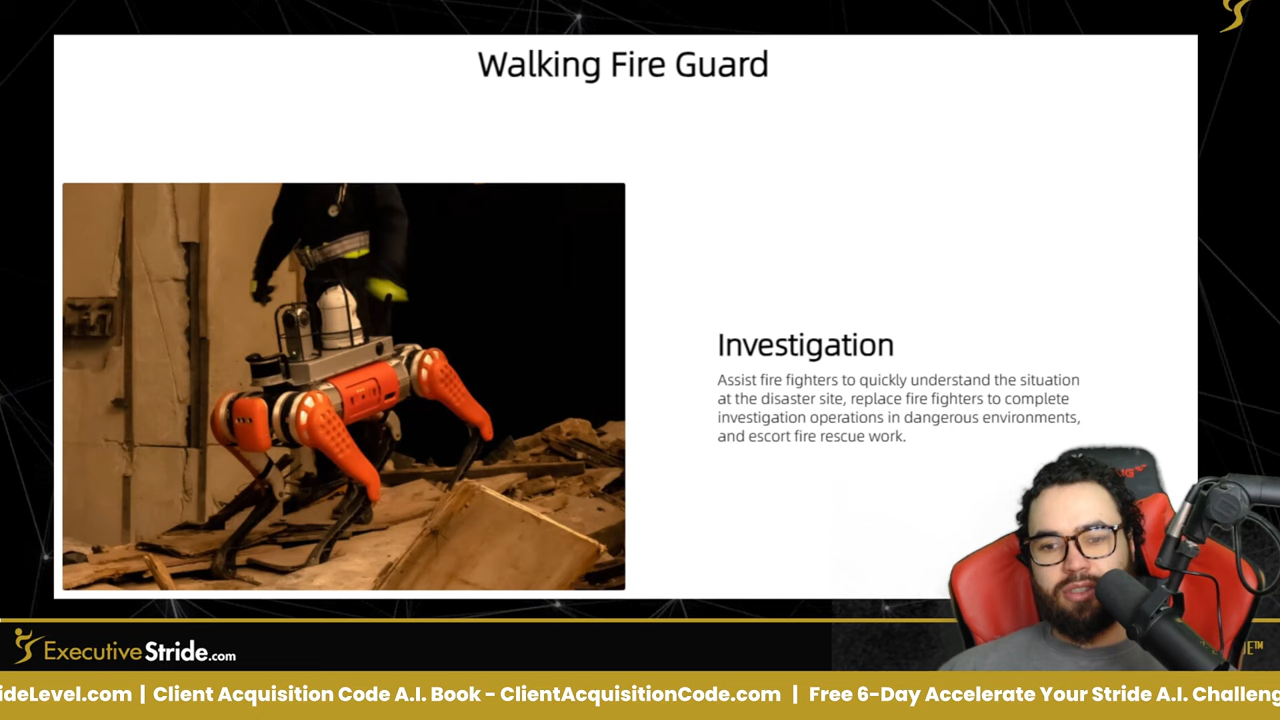 Walking Fire Guard
Investigation
Assist fire fighters to quickly understand the situation
at the disaster site, replace fire fighters to complete
investigation operations in dangerous environments,
and escort fire rescue work.
ExecutiveStride.com
ideLevel.com | Client Acquisition Code A.I. Book - ClientAcquisitionCode.com | Free 6-Day Accelerate Your Stride A.I. Challeng